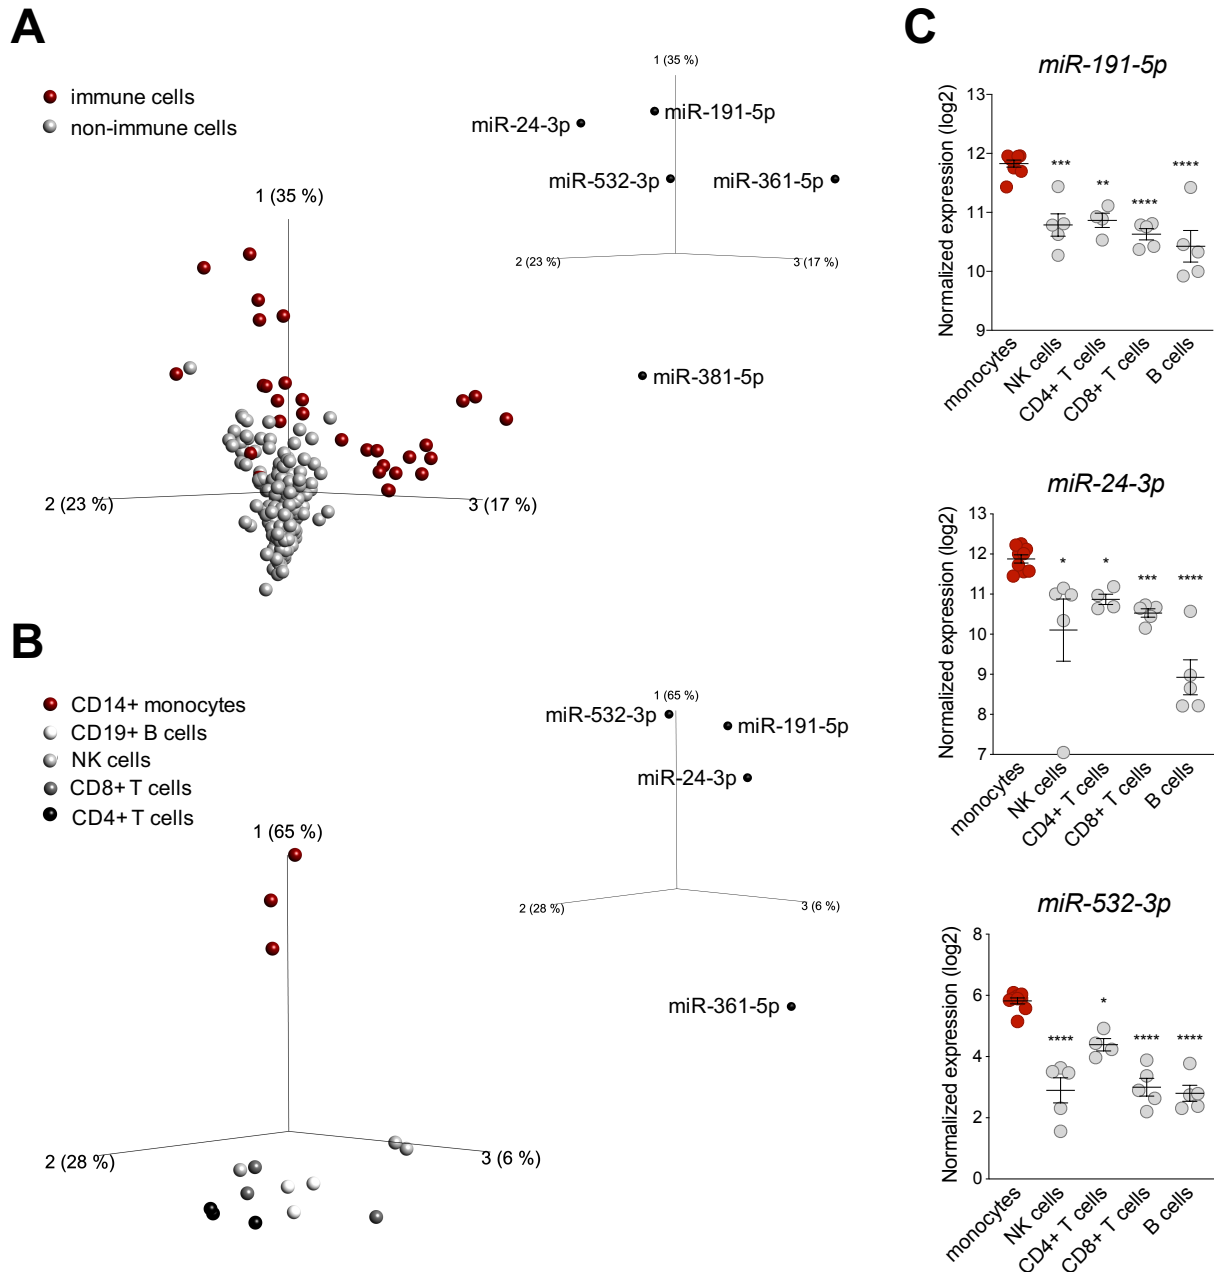 A
immune cells
non-immune cells
1 (35 %)
2 (23 %)
3 (17 %)
1 (35 %)
miR-24-3p
miR-191-5p
miR-532-3p
miR-361-5p
2 (23 %)
3 (17 %)
miR-381-5p
B
CD14+ monocytes
CD19+ B cells
NK cells
CD8+ T cells
CD4+ T cells
1 (65 %)
2 (28 %)
3 (6 %)
1 (65 %)
miR-532-3p
miR-191-5p
miR-24-3p
2 (28 %)
3 (6 %)
miR-361-5p
C
miR-191-5p
Normalized expression (log2)
13
12
11
10
9
***
**
****
****
monocytes
NK cells
CD4+ T cells
CD8+ T cells
B cells
miR-24-3p
Normalized expression (log2)
13
12
11
10
9
8
7
*
*
***
****
monocytes
NK cells
CD4+ T cells
CD8+ T cells
B cells
miR-532-3p
Normalized expression (log2)
8
6
4
2
0
****
*
****
****
monocytes
NK cells
CD4+ T cells
CD8+ T cells
B cells